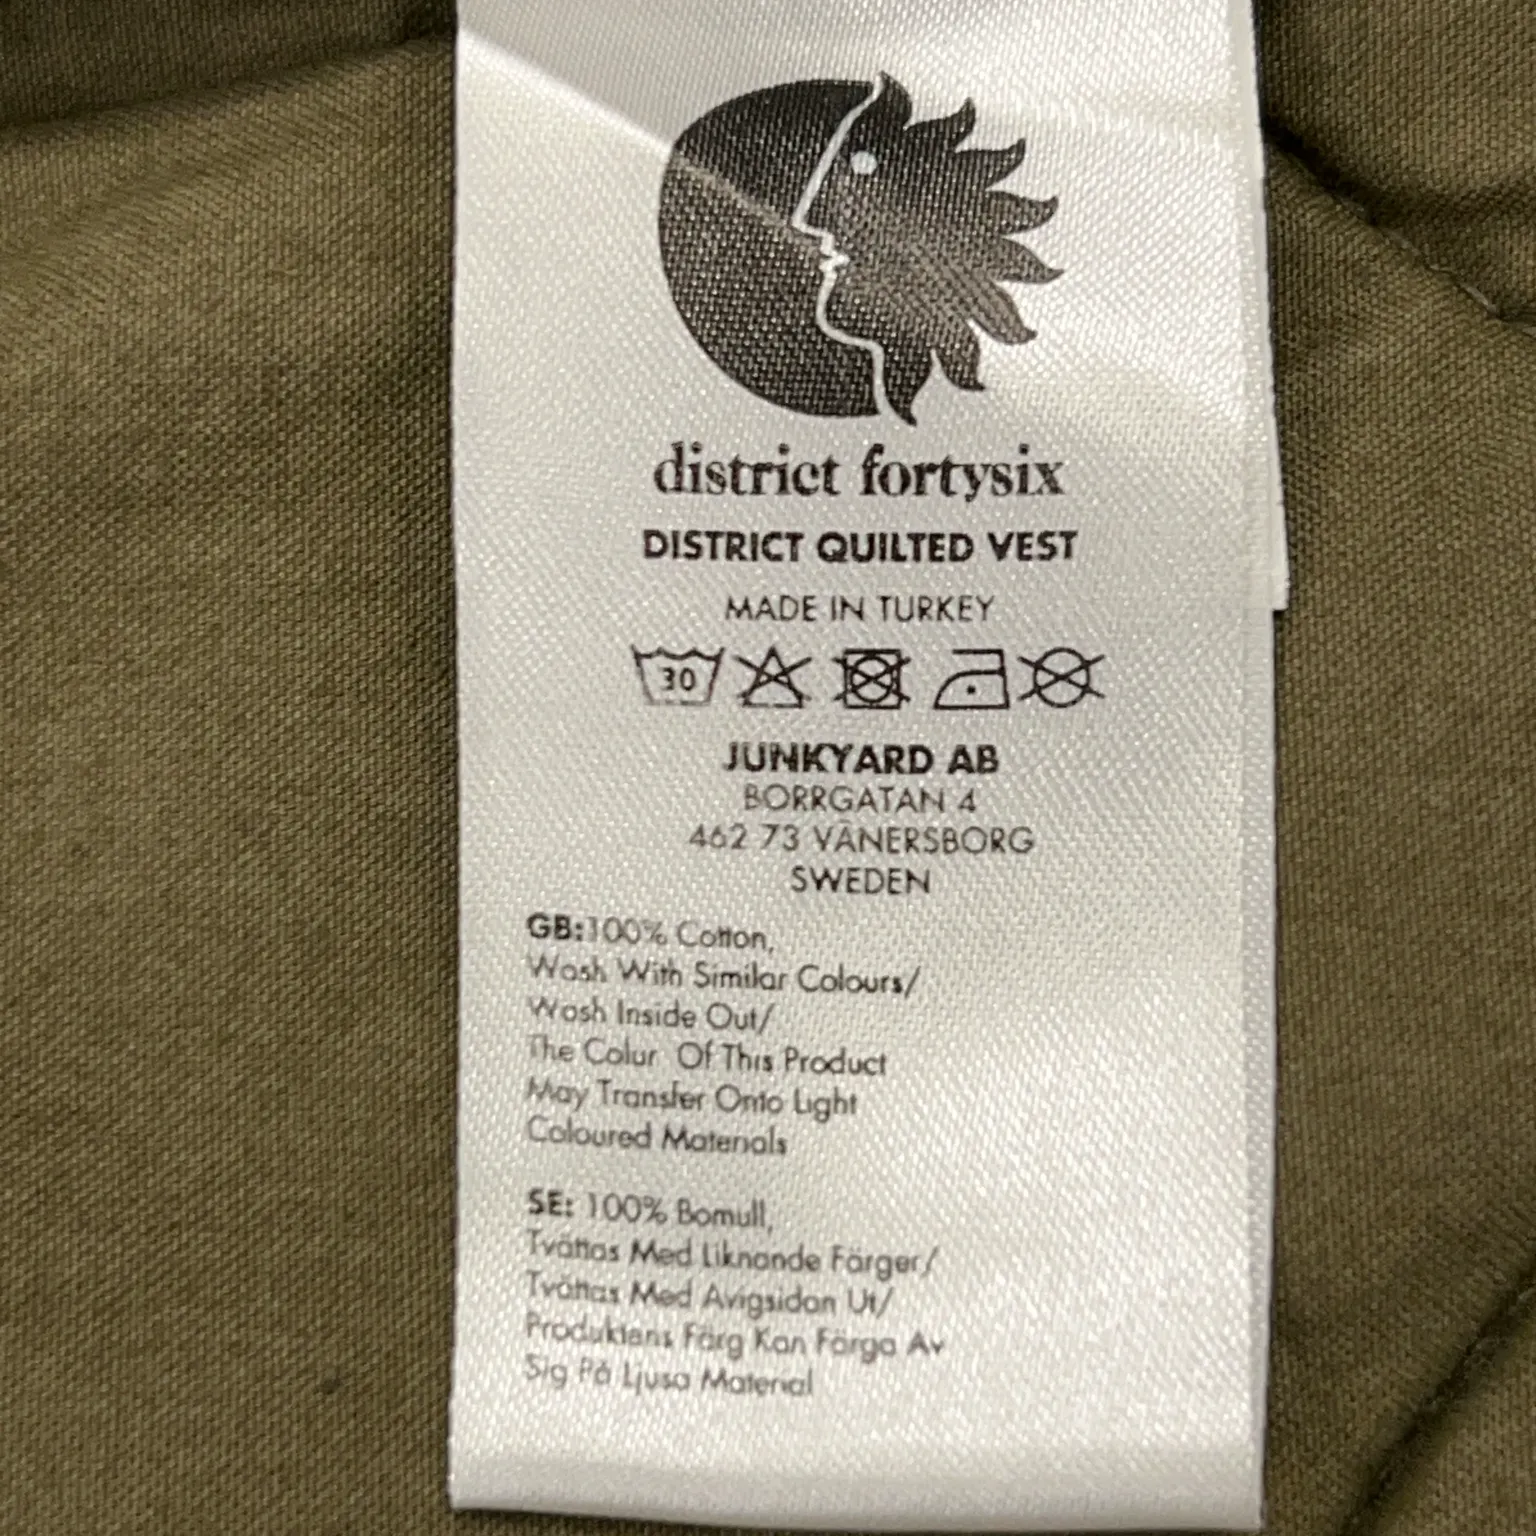 district fortysix
DISTRICT QUILTED VEST
MADE IN TURKEY
30
JUNKYARD AB
BORRGATAN 4
462 73 VÄNERSBORG
SWEDEN
GB:100% Cotton,
Wash With Similar Colours/
Wash Inside Out/
The Colur Of This Product
May Transfer Onto Light
Coloured Materials
SE: 100% Bomull,
Tvättas Med Liknande Färger/
Tvättas Med Avigsidan Ut/
Produktens Färg Kan Färga Av
Sig På Ljusa Material